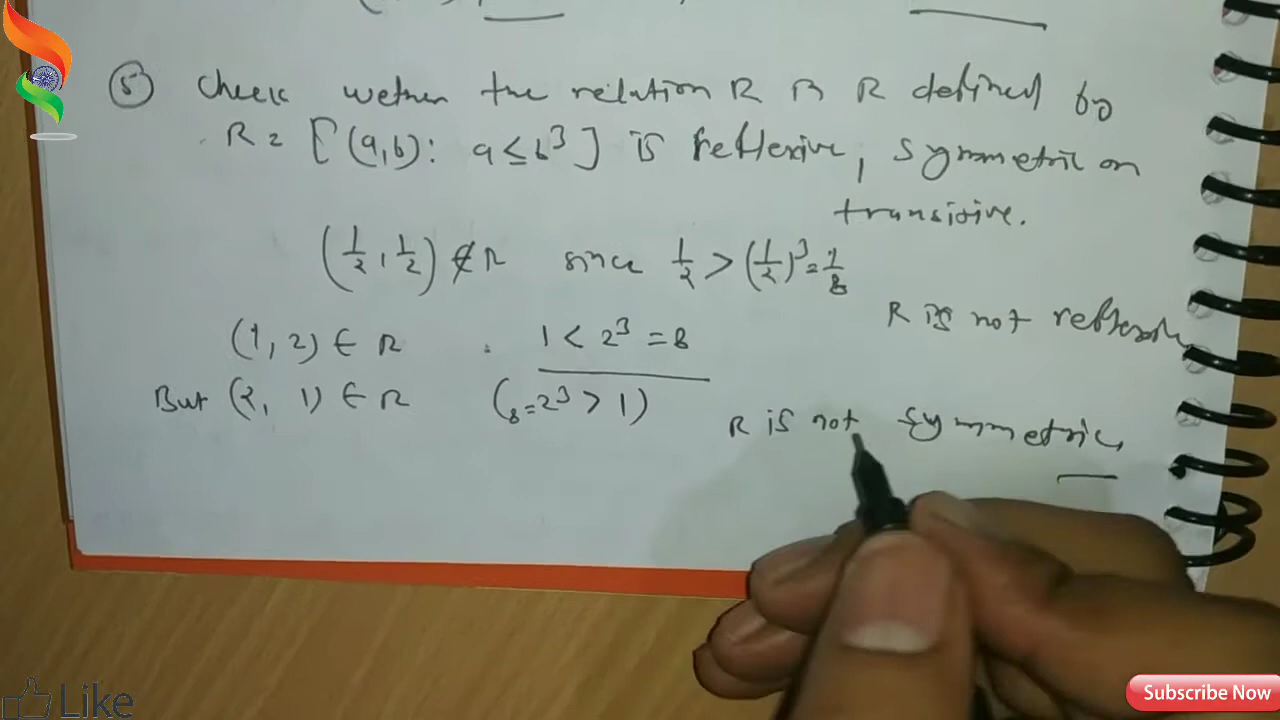 (5) Check wether the relation R in R defined by
R = [(a,b): a ≤ b³] is reflexive, symmetric or
transitive.
(1/2, 1/2) ∉ R since 1/2 > (1/2)³ = 1/8
R is not reflexive
(1, 2) ∈ R . 1 < 2³ = 8
But (2, 1) ∈ R (8 = 2³ > 1)
R is not symmetric
Like
Subscribe Now